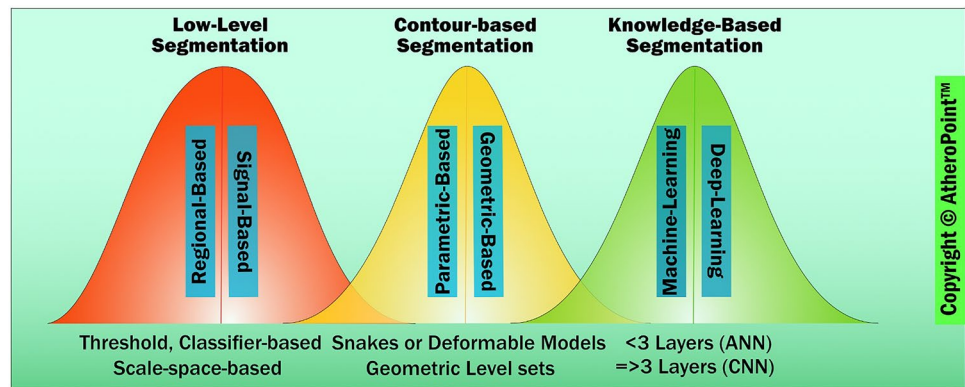 Low-Level
Segmentation
Contour-based
Segmentation
Knowledge-Based
Segmentation
Regional-Based
Signal-Based
Parametric-Based
Geometric-Based
Machine-Learning
Deep-Learning
Threshold, Classifier-based
Scale-space-based
Snakes or Deformable Models
Geometric Level sets
<3 Layers (ANN)
=>3 Layers (CNN)
Copyright © AtheroPoint™